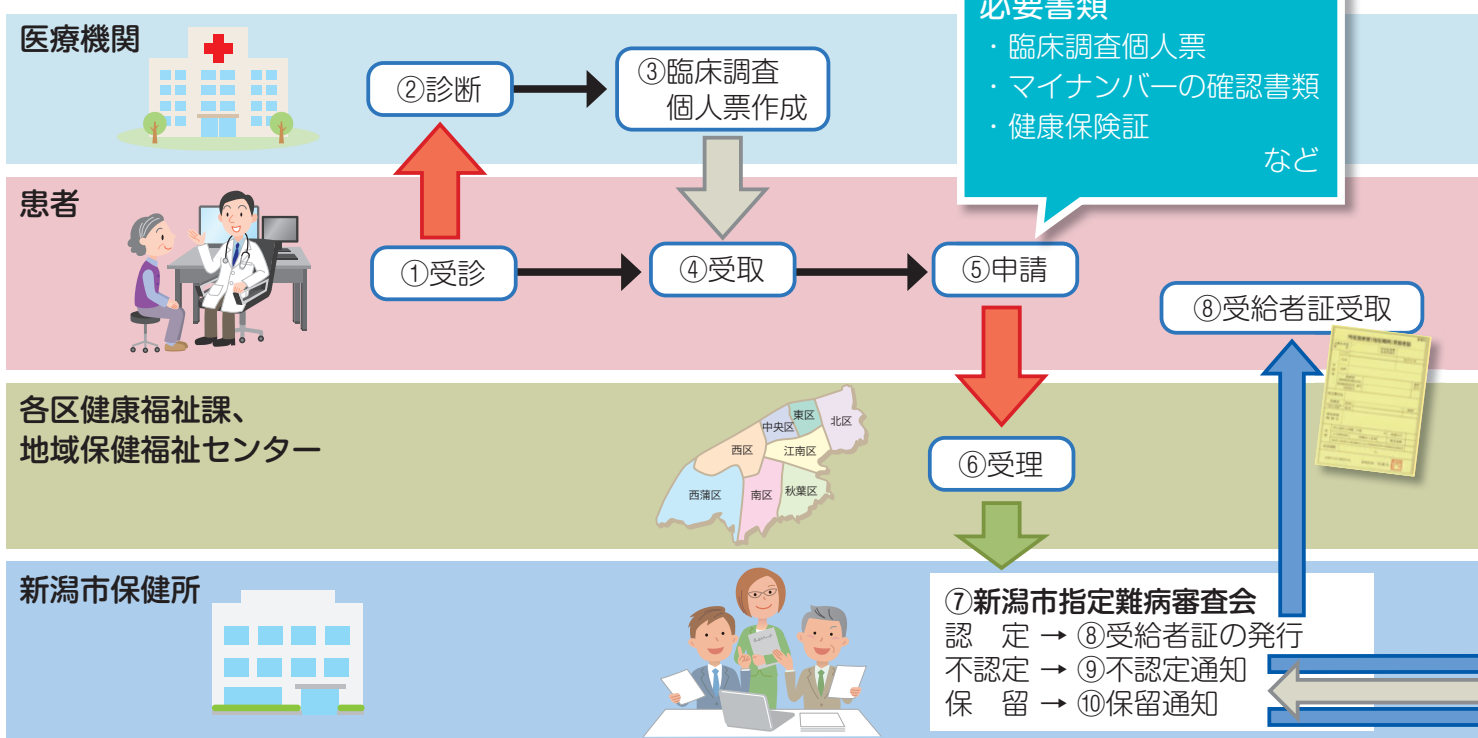 必要書類
・臨床調査個人票
・マイナンバーの確認書類
・健康保険証
など
医療機関
②診断
③臨床調査
個人票作成
患者
①受診
④受取
⑤申請
⑧受給者証受取
各区健康福祉課、
地域保健福祉センター
北区
東区
中央区
西区
江南区
西蒲区
南区
秋葉区
⑥受理
新潟市保健所
⑦新潟市指定難病審査会
認　定 → ⑧受給者証の発行
不認定 → ⑨不認定通知
保　留 → ⑩保留通知